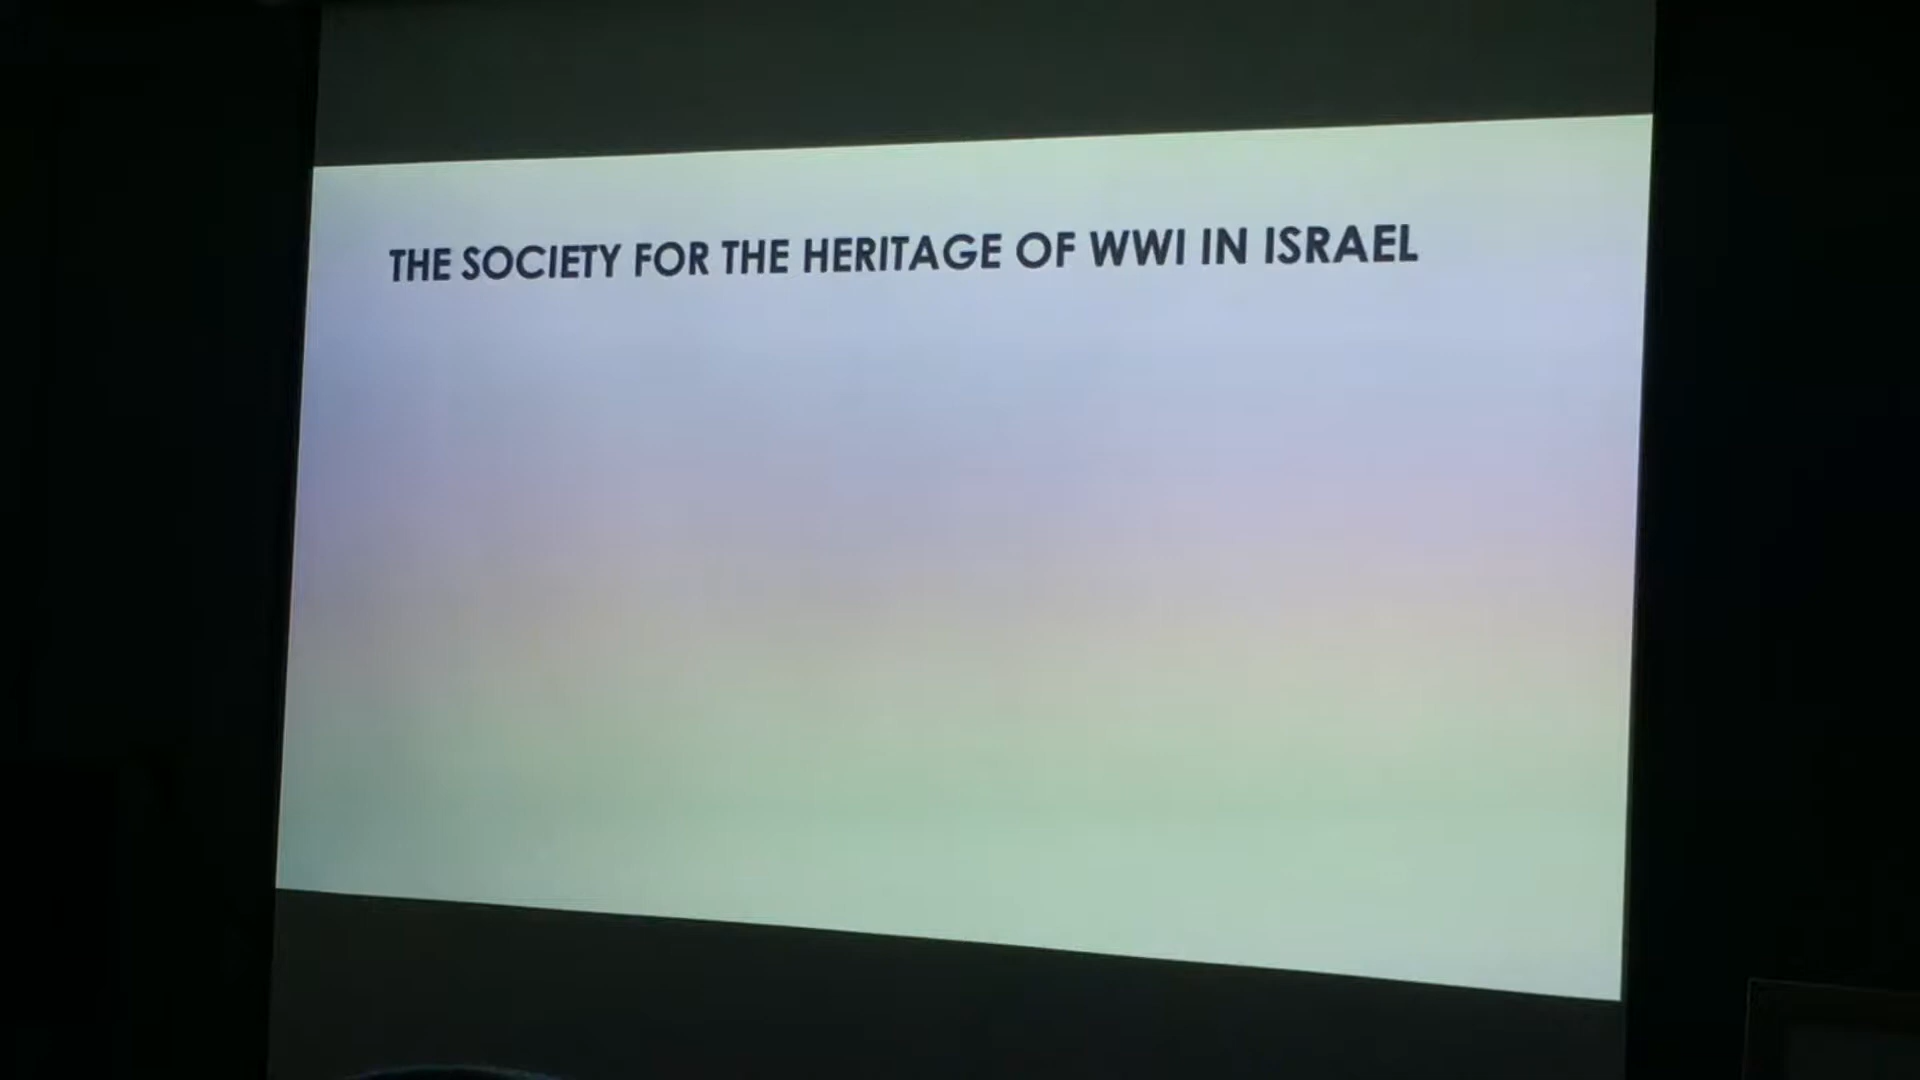 THE SOCIETY FOR THE HERITAGE OF WWI IN ISRAEL